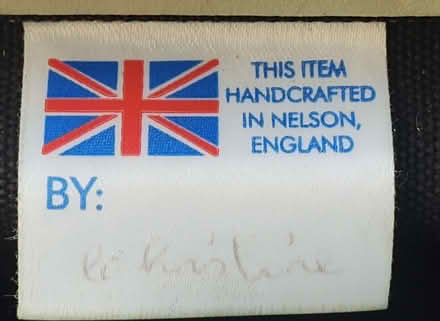 THIS ITEM
HANDCRAFTED
IN NELSON,
ENGLAND
BY: